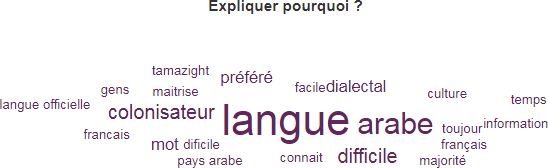 Expliquer pourquoi ?
tamazght
préféré
gens
maitrise
facile
dialectal
culture
temps
langue officielle
colonisateur
langue
arabe
information
toujour
francais
mot
dificile
français
pays arabe
connait
difficile
majorité